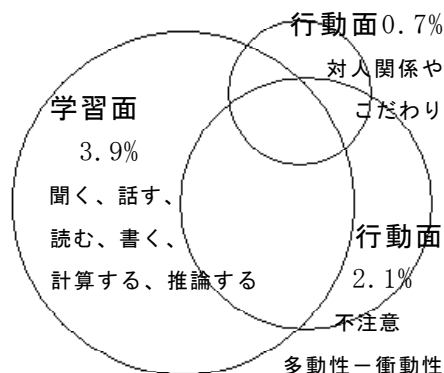 行動面0.7%
対人関係や
こだわり
学習面
3.9%
聞く、話す、
読む、書く、
計算する、推論する
行動面
2.1%
不注意
多動性－衝動性